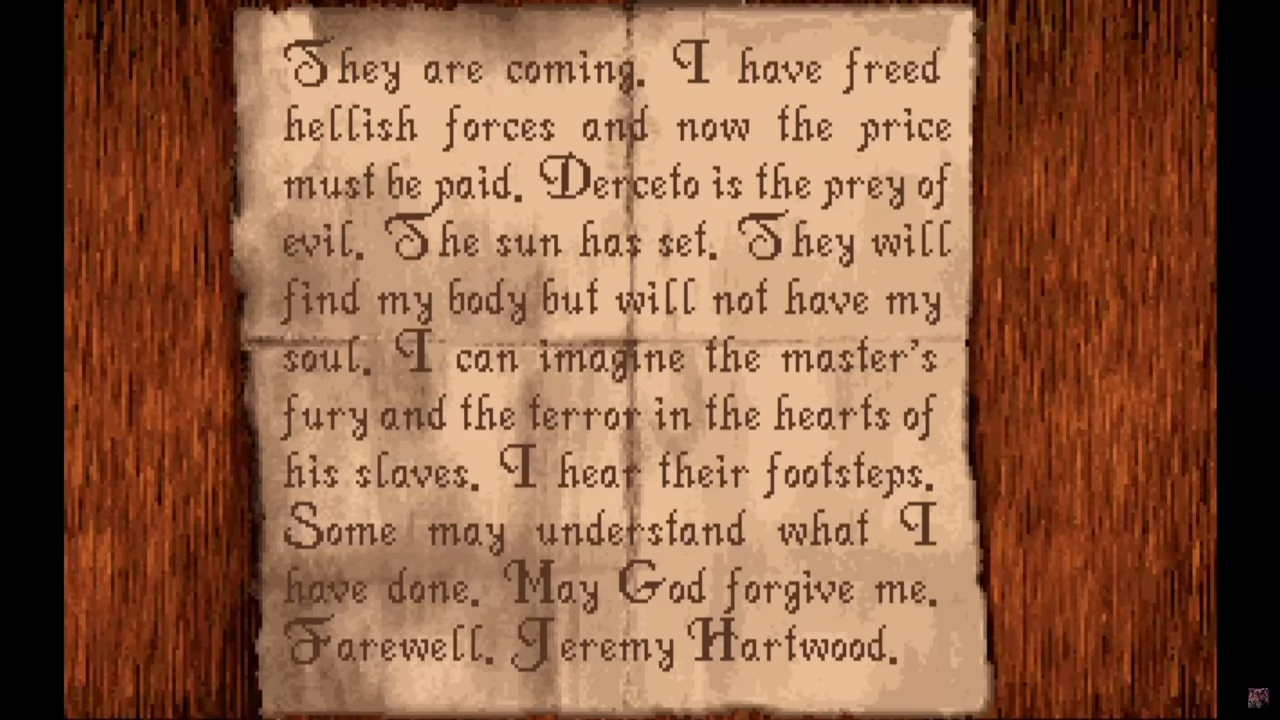 They are coming. I have freed
hellish forces and now the price
must be paid. Derceto is the prey of
evil. The sun has set. They will
find my body but will not have my
soul. I can imagine the master's
fury and the terror in the hearts of
his slaves. I hear their footsteps.
Some may understand what I
have done. May God forgive me.
Farewell. Jeremy Hartwood.